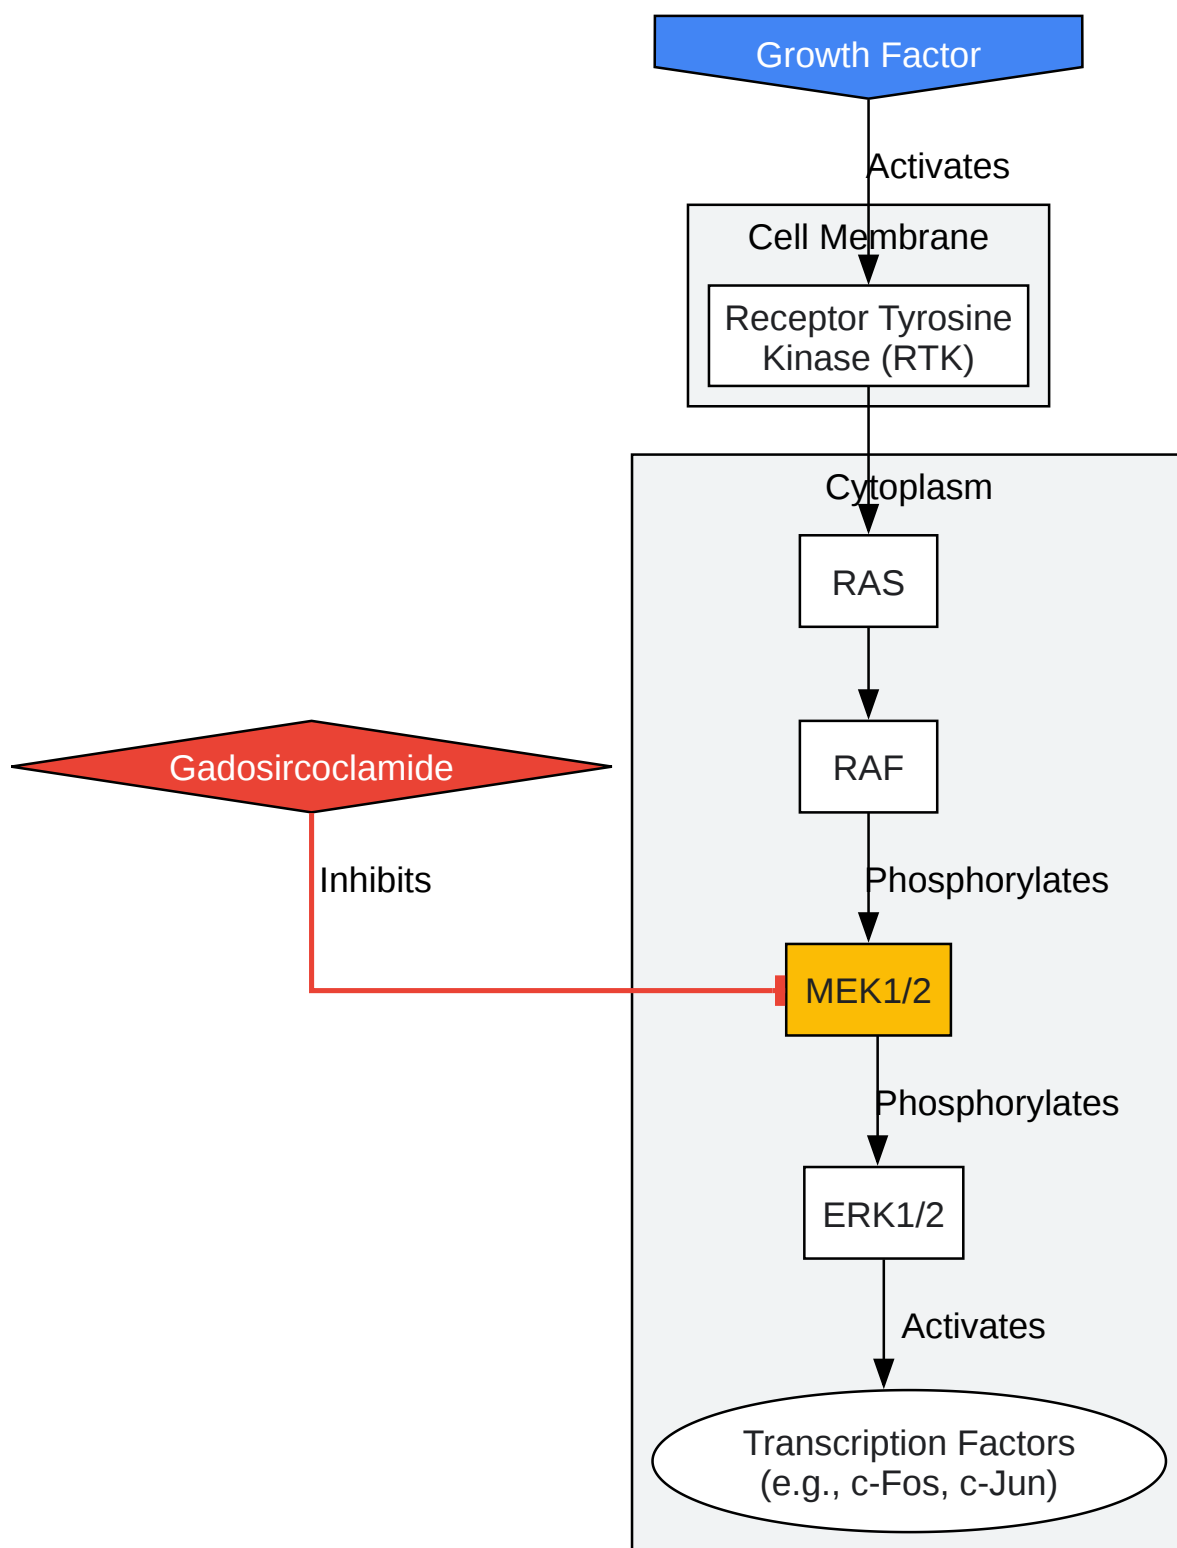 Growth Factor
Activates
Cell Membrane
Receptor Tyrosine
Kinase (RTK)
Cytoplasm
RAS
Gadosircoclamide
RAF
Inhibits
Phosphorylates
MEK1/2
Phosphorylates
ERK1/2
Activates
Transcription Factors
(e.g., c-Fos, c-Jun)